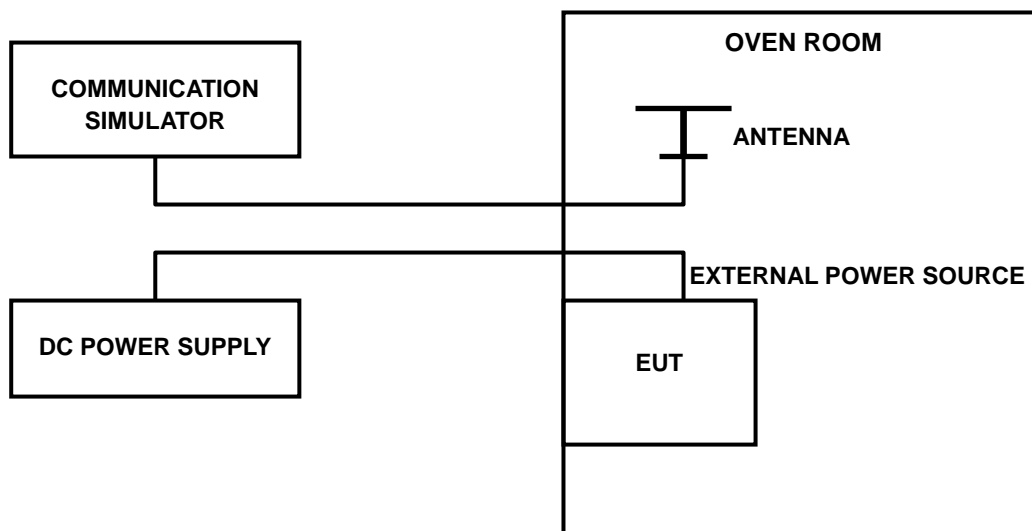 OVEN ROOM
COMMUNICATION
SIMULATOR
ANTENNA
EXTERNAL POWER SOURCE
DC POWER SUPPLY
EUT